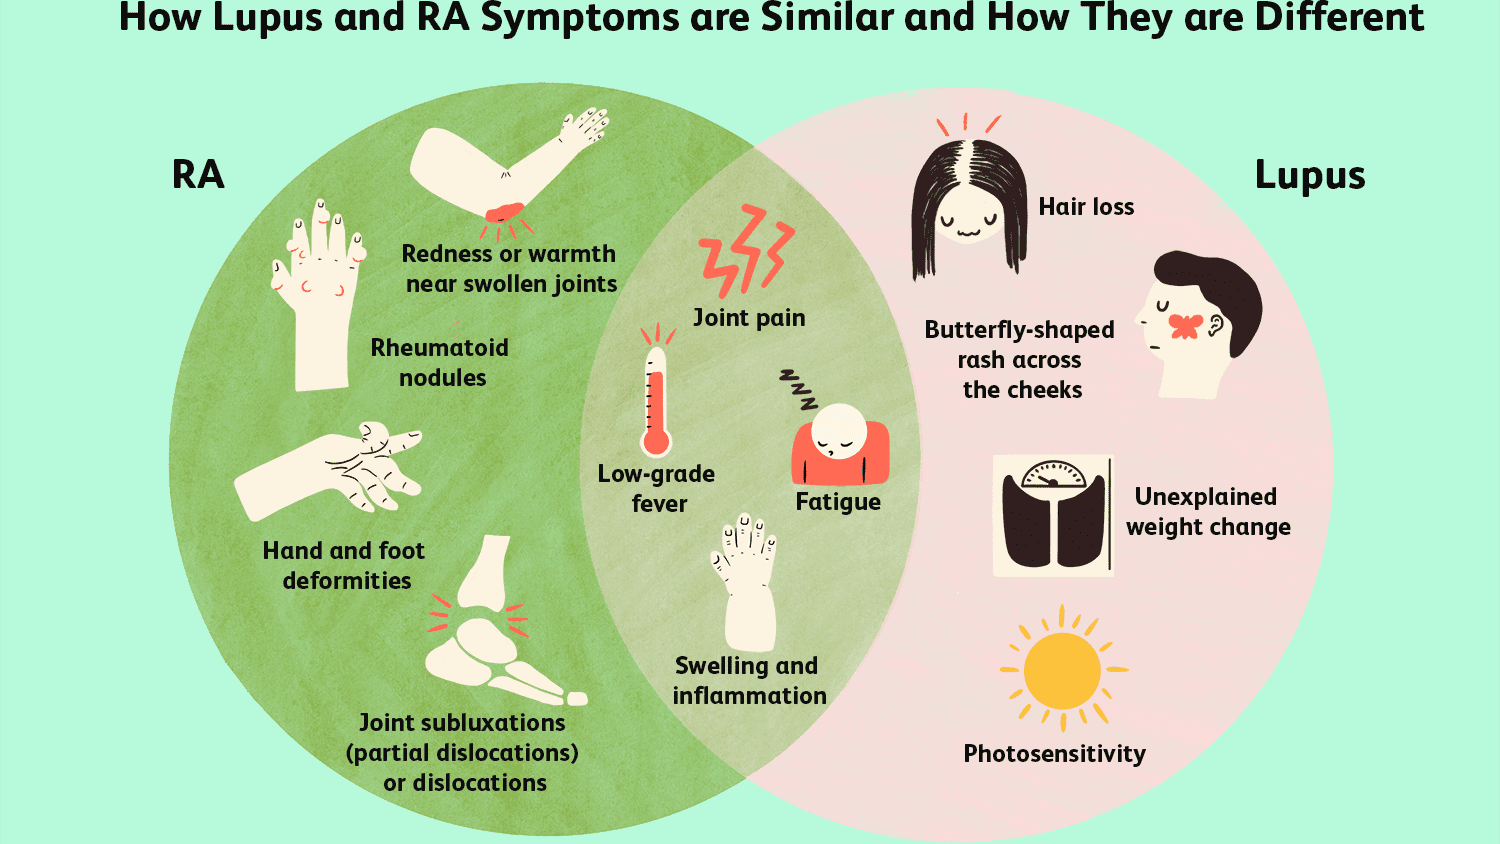 How Lupus and RA Symptoms are Similar and How They are Different
RA
Redness or warmth
near swollen joints
Rheumatoid
nodules
Hand and foot
deformities
Joint subluxations
(partial dislocations)
or dislocations
Joint pain
Low-grade
fever
NNN
Fatigue
Swelling and
inflammation
Lupus
Hair loss
Butterfly-shaped
rash across
the cheeks
Unexplained
weight change
Photosensitivity